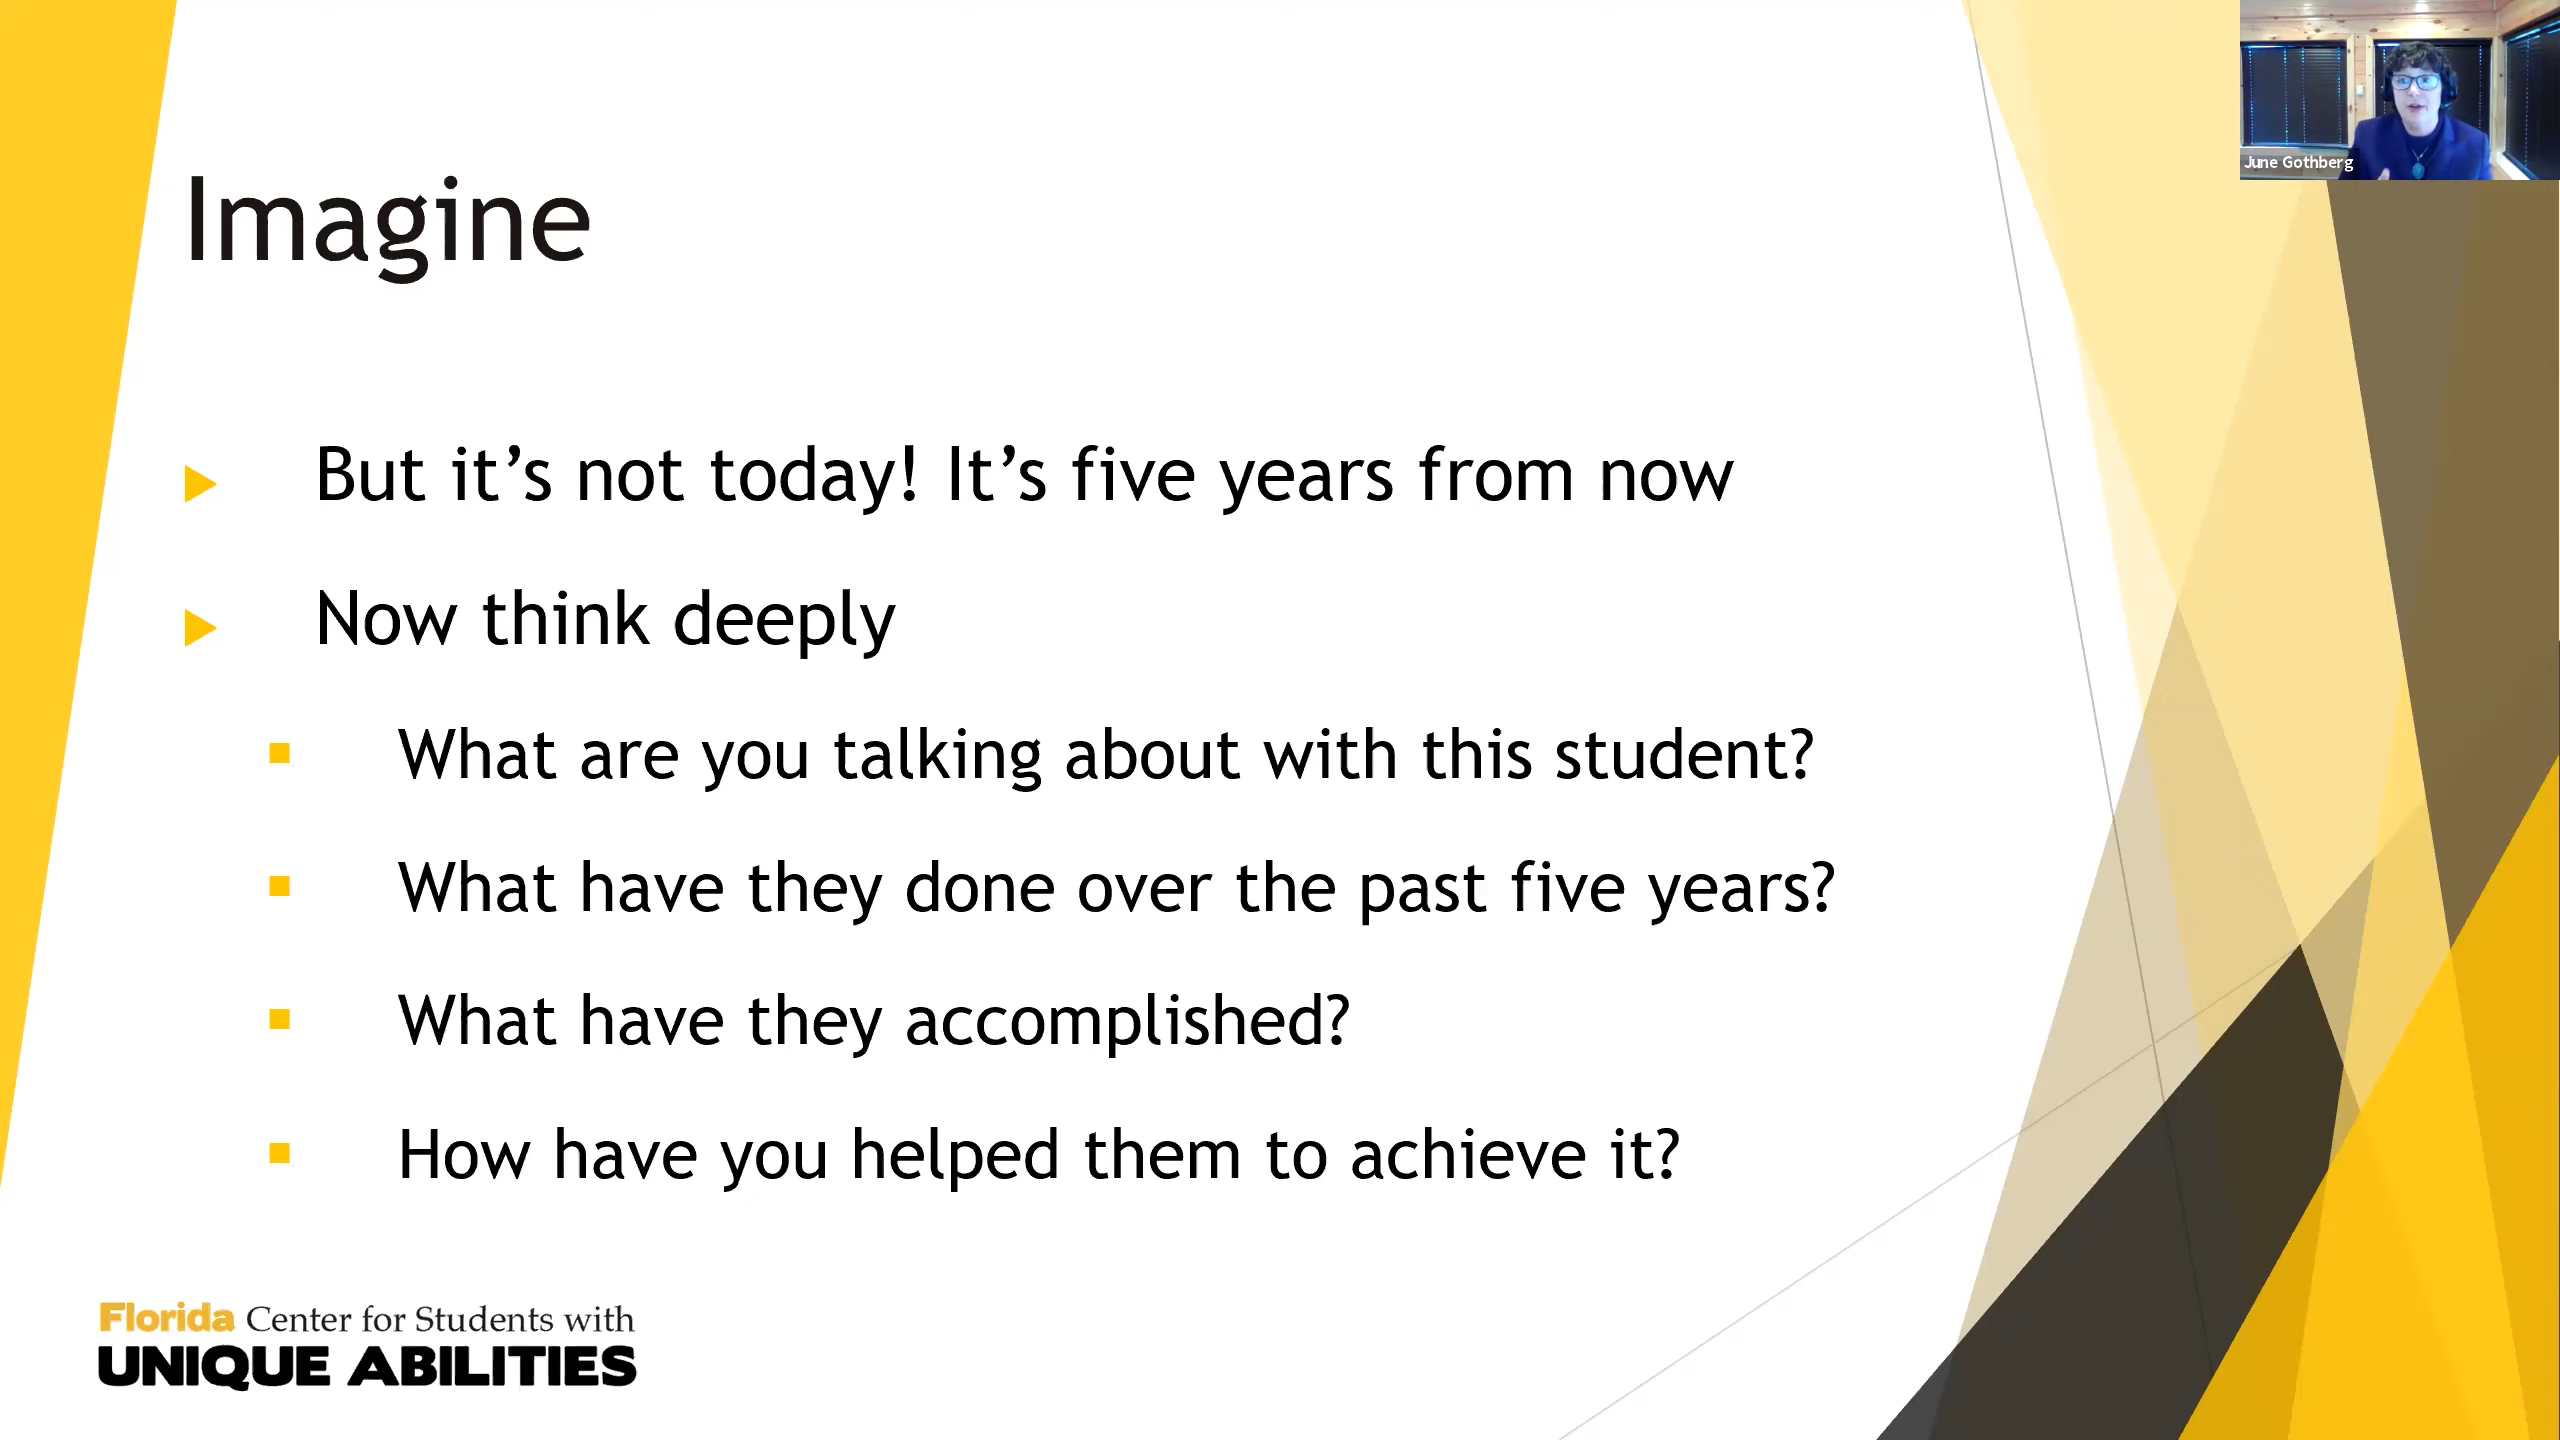 June Gothberg
Imagine
But it’s not today! It’s five years from now
Now think deeply
What are you talking about with this student?
What have they done over the past five years?
What have they accomplished?
How have you helped them to achieve it?
Florida Center for Students with
UNIQUE ABILITIES